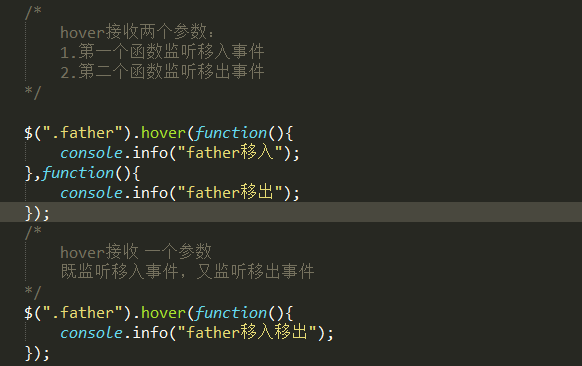 /*
hover接收两个参数：
1.第一个函数监听移入事件
2.第二个函数监听移出事件
*/
$(".father").hover(function(){
console.info("father移入");
},function(){
console.info("father移出");
});
/*
hover接收 一个参数
既监听移入事件，又监听移出事件
*/
$(".father").hover(function(){
console.info("father移入移出");
});